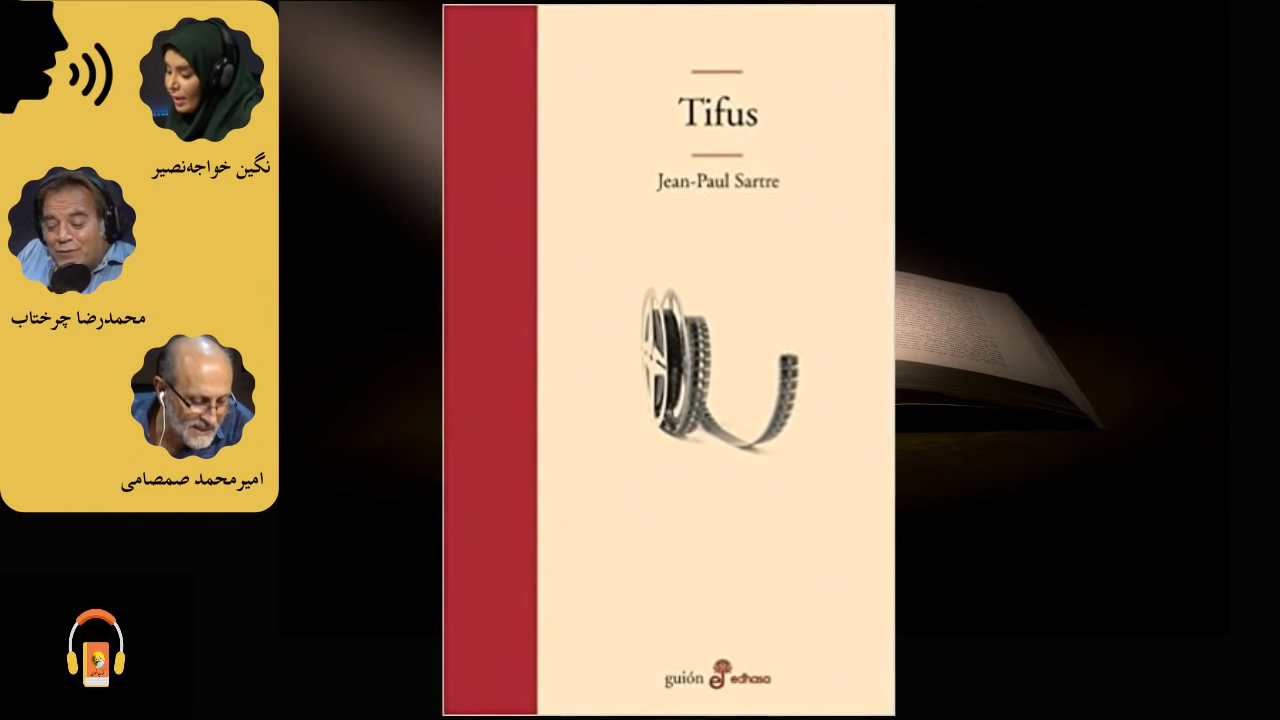 نگین خواجه‌نصیر
محمدرضا چرختاب
امیرمحمد صمصامی
Tifus
Jean-Paul Sartre
guión edhasa